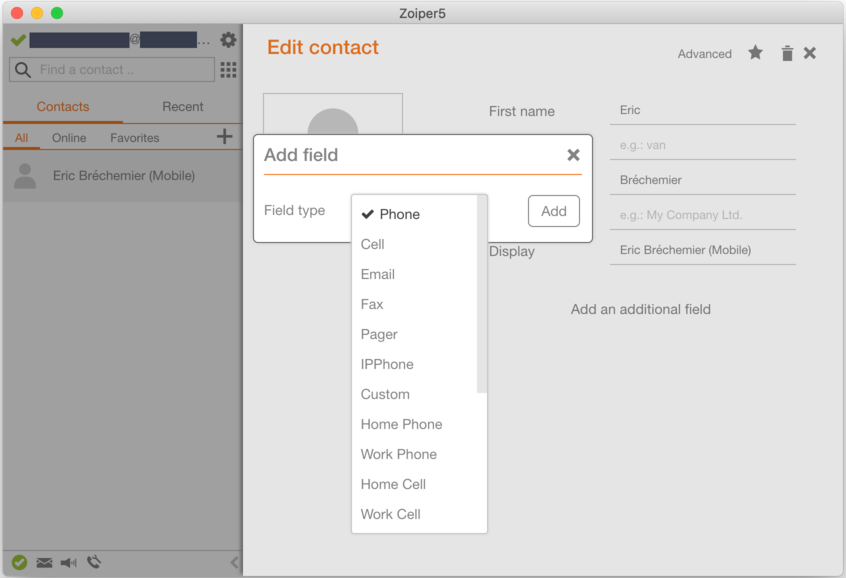 Zoiper5
@ ...
Find a contact ..
Contacts Recent
All Online Favorites
Eric Bréchemier (Mobile)
Edit contact
Advanced
First name Eric
e.g.: van
Bréchemier
e.g.: My Company Ltd.
Display Eric Bréchemier (Mobile)
Add an additional field
Add field
Field type
Add
Phone
Cell
Email
Fax
Pager
IPPhone
Custom
Home Phone
Work Phone
Home Cell
Work Cell